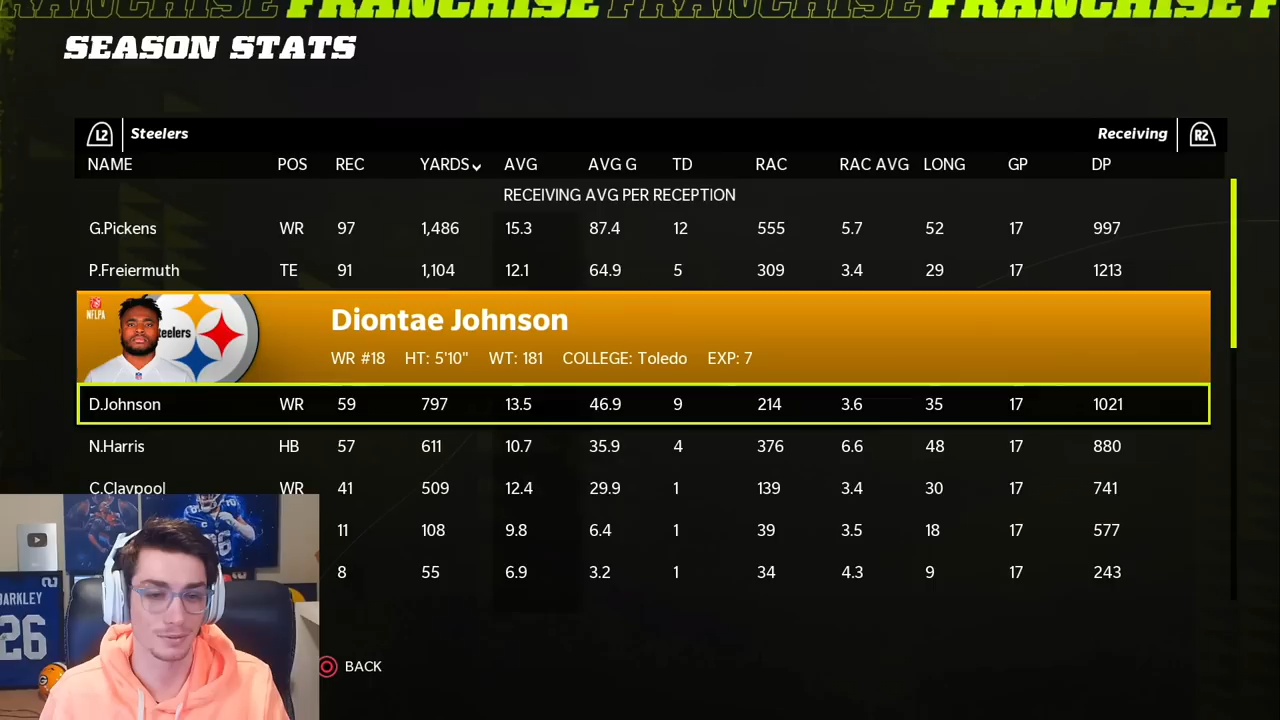 FRANCHISE FRANCHISE FRANCHISE FRANCHISE F
SEASON STATS
L2 Steelers Receiving R2
NAME POS REC YARDS AVG AVG G TD RAC RAC AVG LONG GP DP
RECEIVING AVG PER RECEPTION
G.Pickens WR 97 1,486 15.3 87.4 12 555 5.7 52 17 997
P.Freiermuth TE 91 1,104 12.1 64.9 5 309 3.4 29 17 1213
NFLPA
Steelers
Diontae Johnson
WR #18 HT: 5'10" WT: 181 COLLEGE: Toledo EXP: 7
D.Johnson WR 59 797 13.5 46.9 9 214 3.6 35 17 1021
N.Harris HB 57 611 10.7 35.9 4 376 6.6 48 17 880
C.Claypool WR 41 509 12.4 29.9 1 139 3.4 30 17 741
11 108 9.8 6.4 1 39 3.5 18 17 577
8 55 6.9 3.2 1 34 4.3 9 17 243
BARKLEY
26
26
BACK